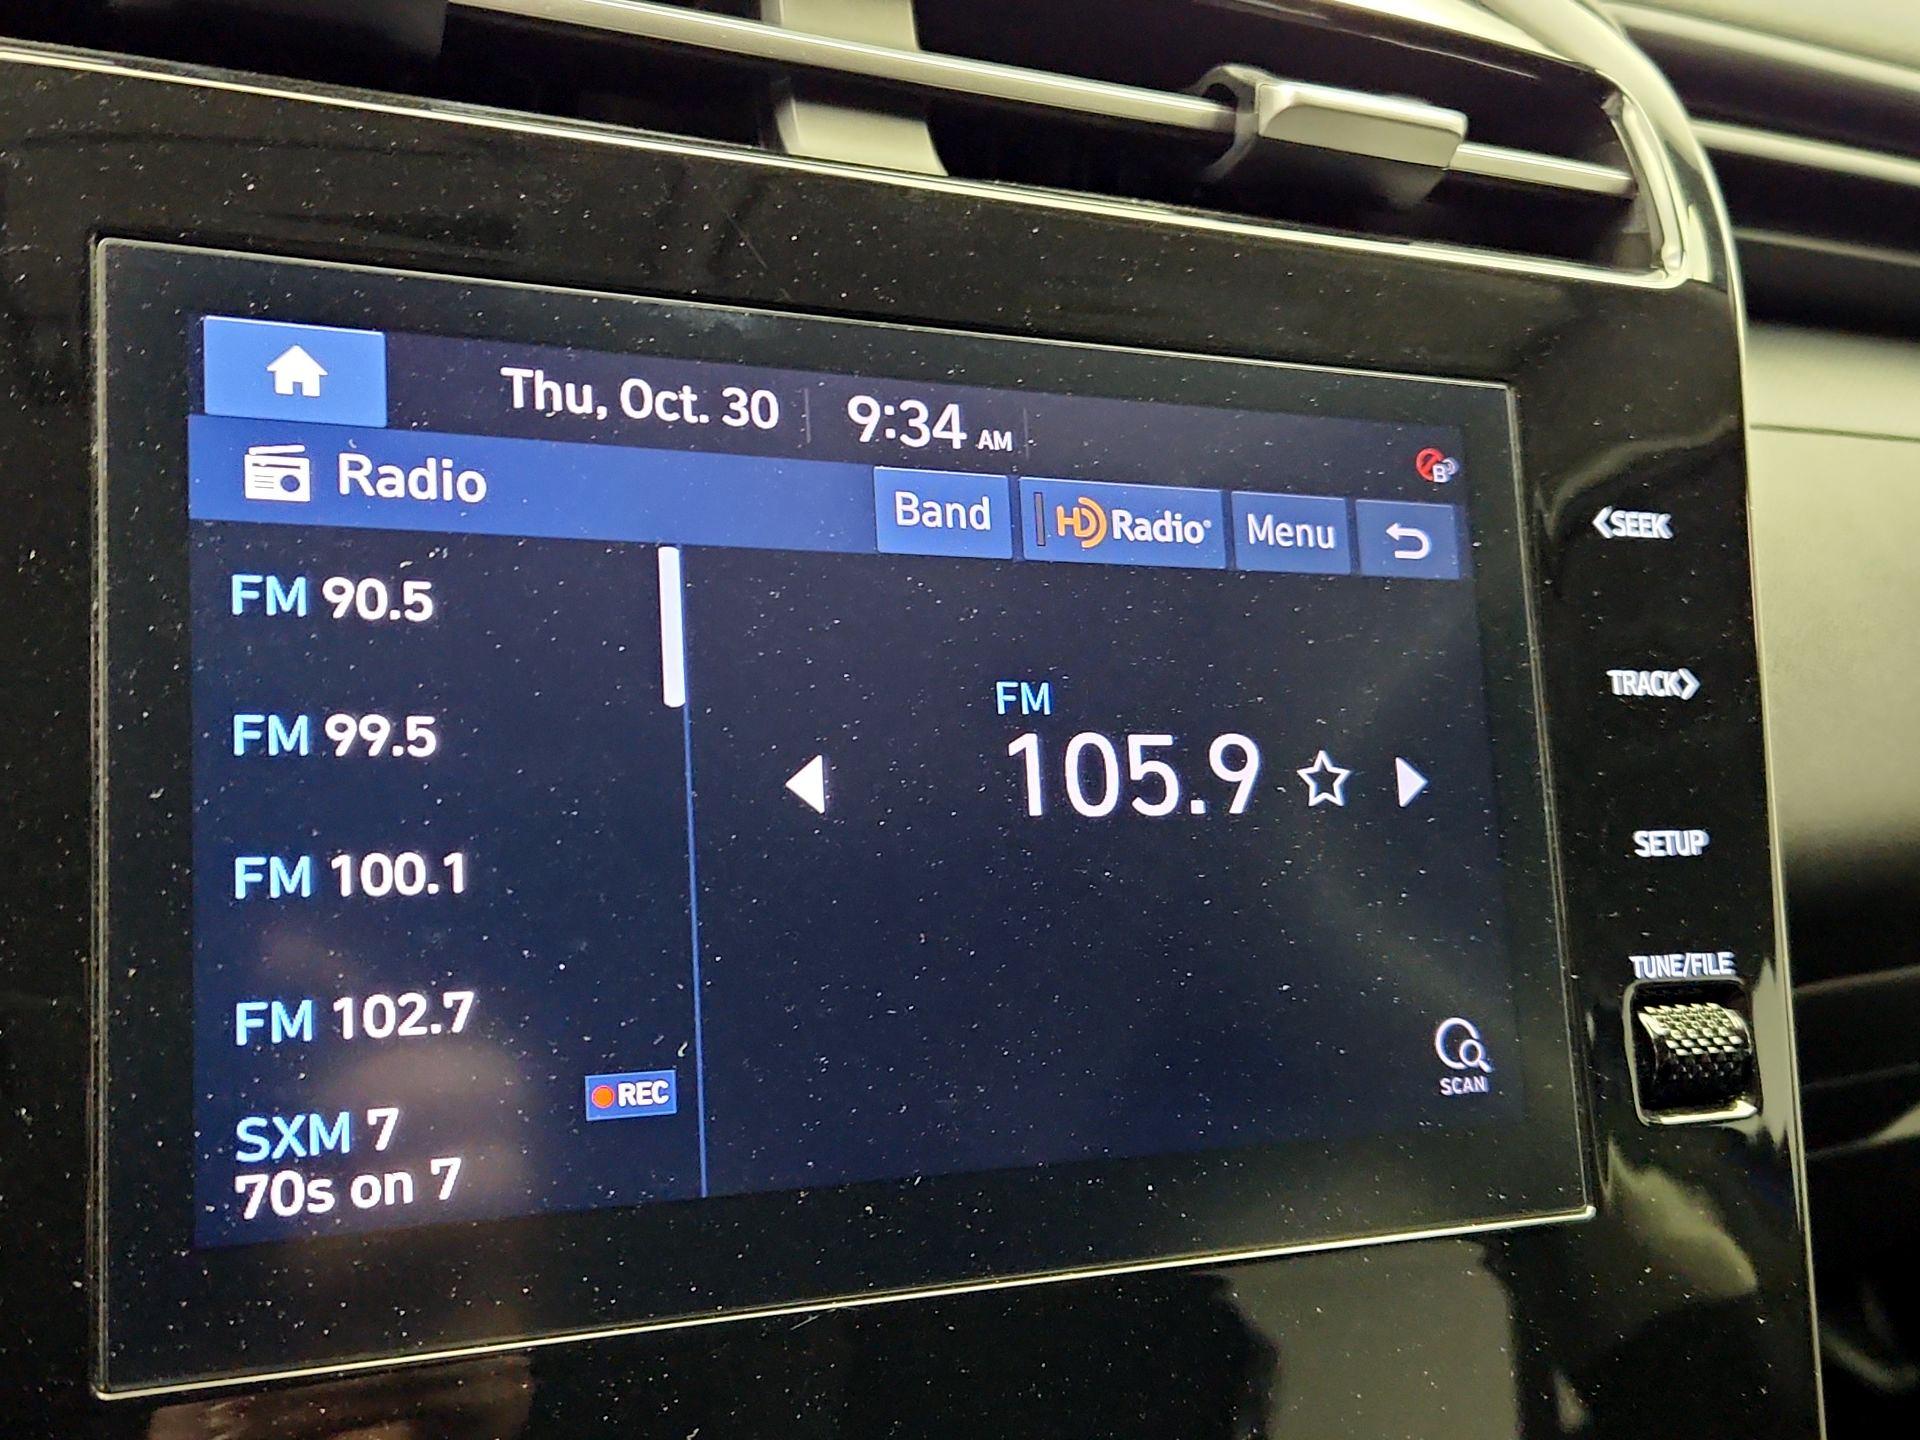 Thu, Oct. 30 9:34 AM
Radio
Band
HD Radio®
Menu
FM 90.5
FM 99.5
FM 100.1
FM 102.7
SXM 7
70s on 7
REC
FM
105.9
SCAN
B
SEEK
TRACK
SETUP
TUNE/FILE